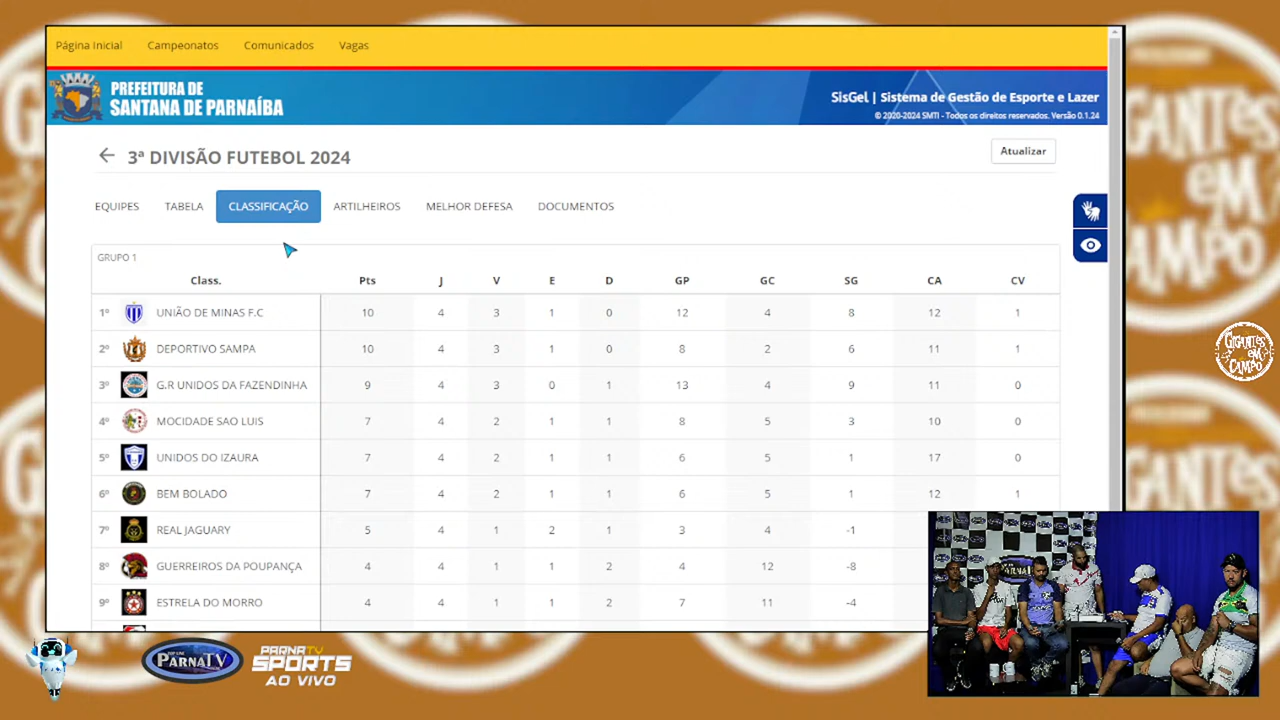 Página Inicial Campeonatos Comunicados Vagas
PREFEITURA DE
SANTANA DE PARNAÍBA
SisGel | Sistema de Gestão de Esporte e Lazer
© 2020-2024 SMTI - Todos os direitos reservados. Versão 0.1.24
3ª DIVISÃO FUTEBOL 2024
Atualizar
EQUIPES TABELA CLASSIFICAÇÃO ARTILHEIROS MELHOR DEFESA DOCUMENTOS
GRUPO 1
Class. Pts J V E D GP GC SG CA CV
1º UNIÃO DE MINAS F.C 10 4 3 1 0 12 4 8 12 1
2º DEPORTIVO SAMPA 10 4 3 1 0 8 2 6 11 1
3º G.R UNIDOS DA FAZENDINHA 9 4 3 0 1 13 4 9 11 0
4º MOCIDADE SAO LUIS 7 4 2 1 1 8 5 3 10 0
5º UNIDOS DO IZAURA 7 4 2 1 1 6 5 1 17 0
6º BEM BOLADO 7 4 2 1 1 6 5 1 12 1
7º REAL JAGUARY 5 4 1 2 1 3 4 -1
8º GUERREIROS DA POUPANÇA 4 4 1 1 2 4 12 -8
9º ESTRELA DO MORRO 4 4 1 1 2 7 11 -4
GIGANTES
EM
CAMPO
PARNATV
PARNATV
SPORTS
AO VIVO